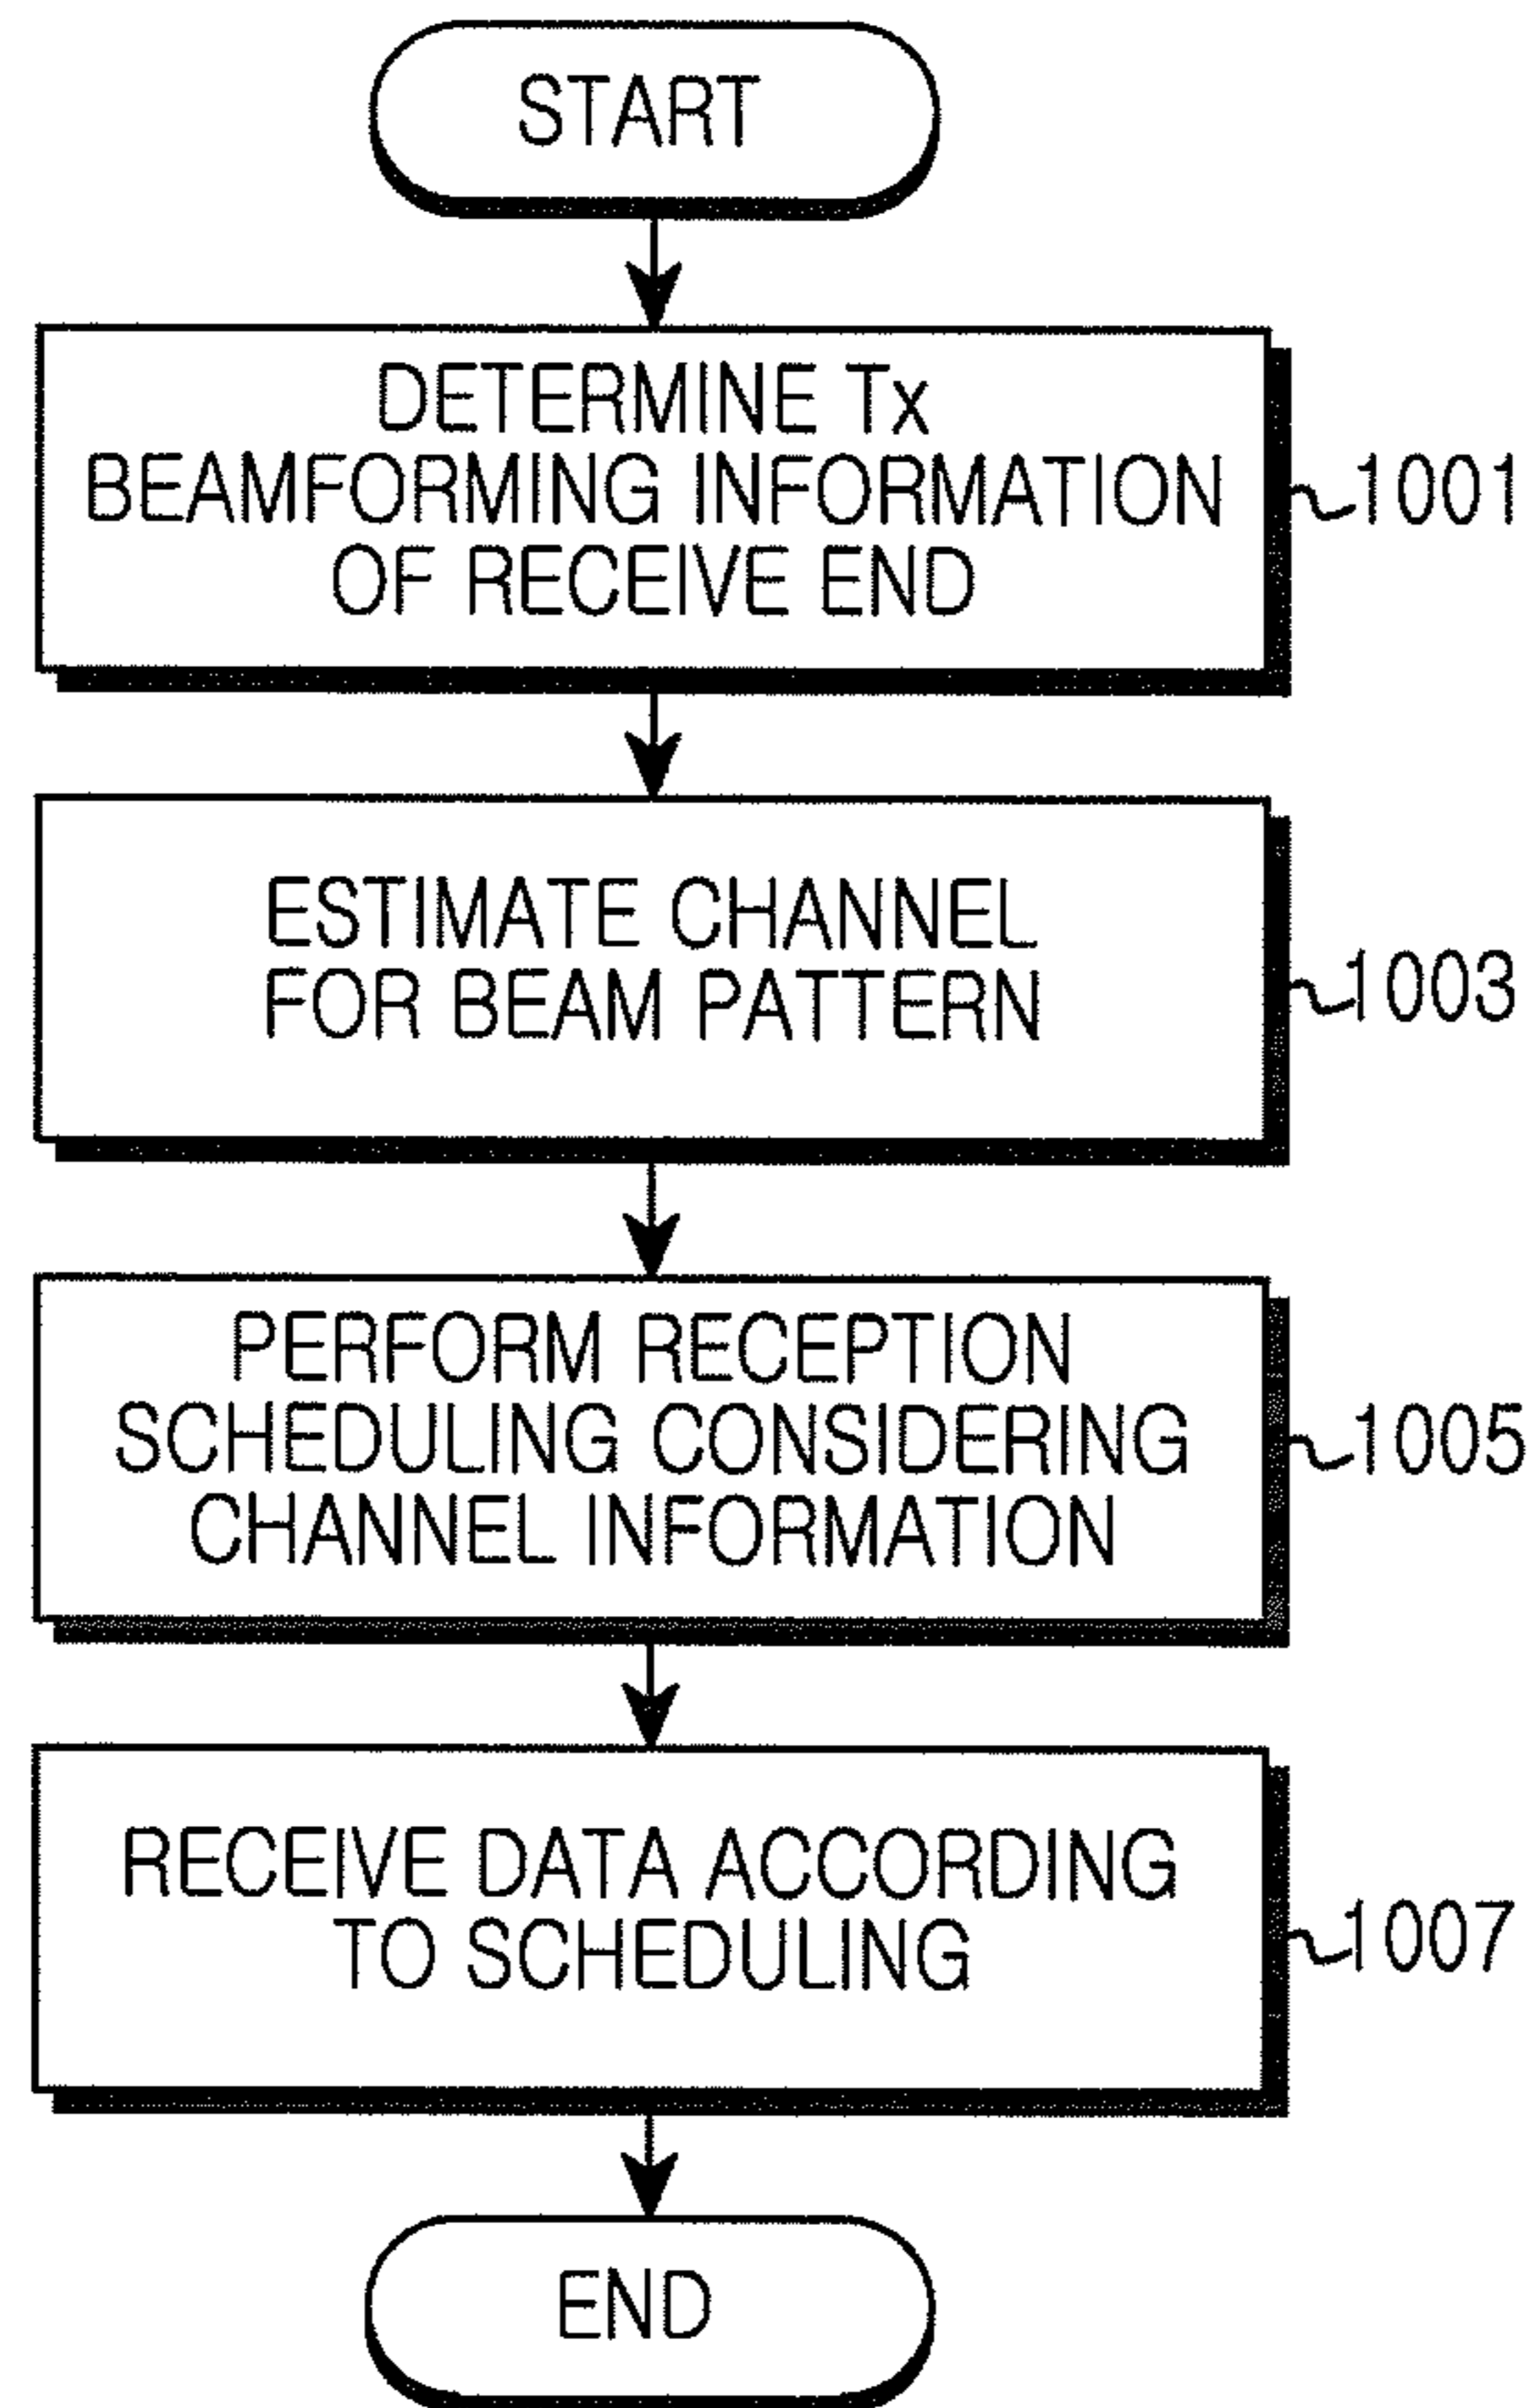 START
DETERMINE Tx
BEAMFORMING INFORMATION
OF RECEIVE END
1001
ESTIMATE CHANNEL
FOR BEAM PATTERN
1003
PERFORM RECEPTION
SCHEDULING CONSIDERING
CHANNEL INFORMATION
1005
RECEIVE DATA ACCORDING
TO SCHEDULING
1007
END